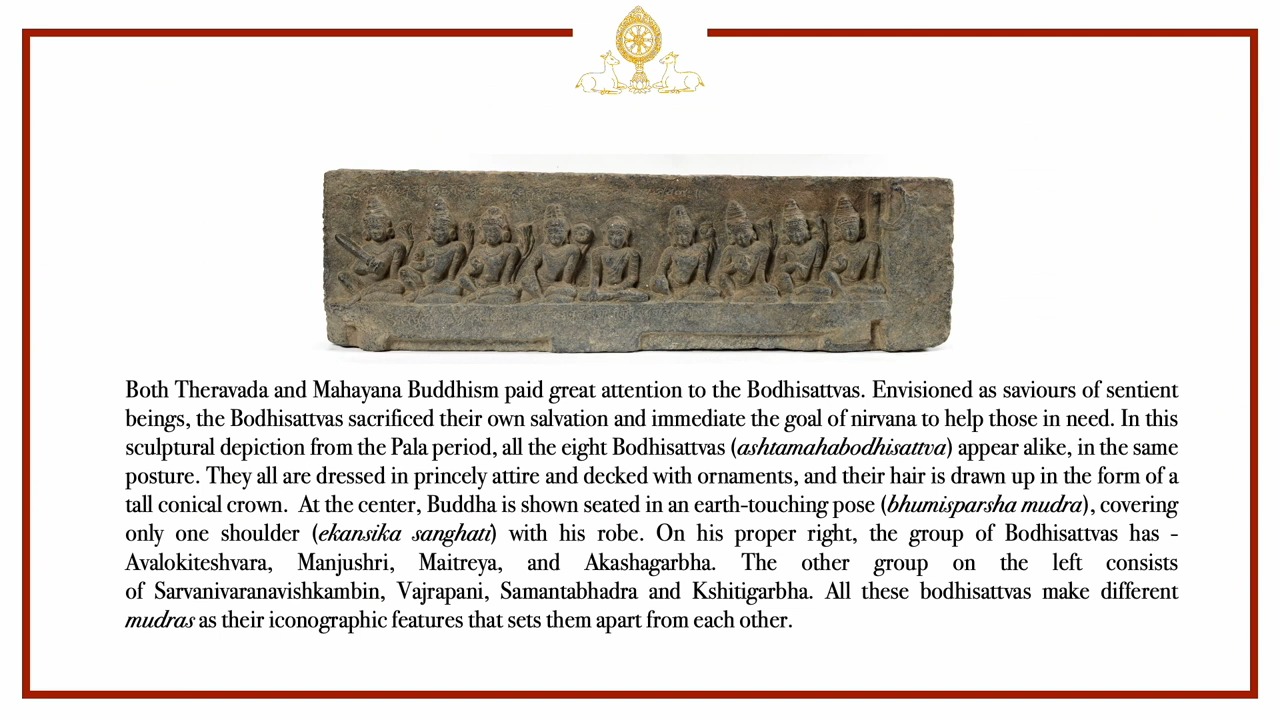 Both Theravada and Mahayana Buddhism paid great attention to the Bodhisattvas. Envisioned as saviours of sentient
beings, the Bodhisattvas sacrificed their own salvation and immediate the goal of nirvana to help those in need. In this
sculptural depiction from the Pala period, all the eight Bodhisattvas (ashtamahabodhisattva) appear alike, in the same
posture. They all are dressed in princely attire and decked with ornaments, and their hair is drawn up in the form of a
tall conical crown. At the center, Buddha is shown seated in an earth-touching pose (bhumisparsha mudra), covering
only one shoulder (ekansika sanghati) with his robe. On his proper right, the group of Bodhisattvas has -
Avalokiteshvara, Manjushri, Maitreya, and Akashagarbha. The other group on the left consists
of Sarvanivaranavishkambin, Vajrapani, Samantabhadra and Kshitigarbha. All these bodhisattvas make different
mudras as their iconographic features that sets them apart from each other.